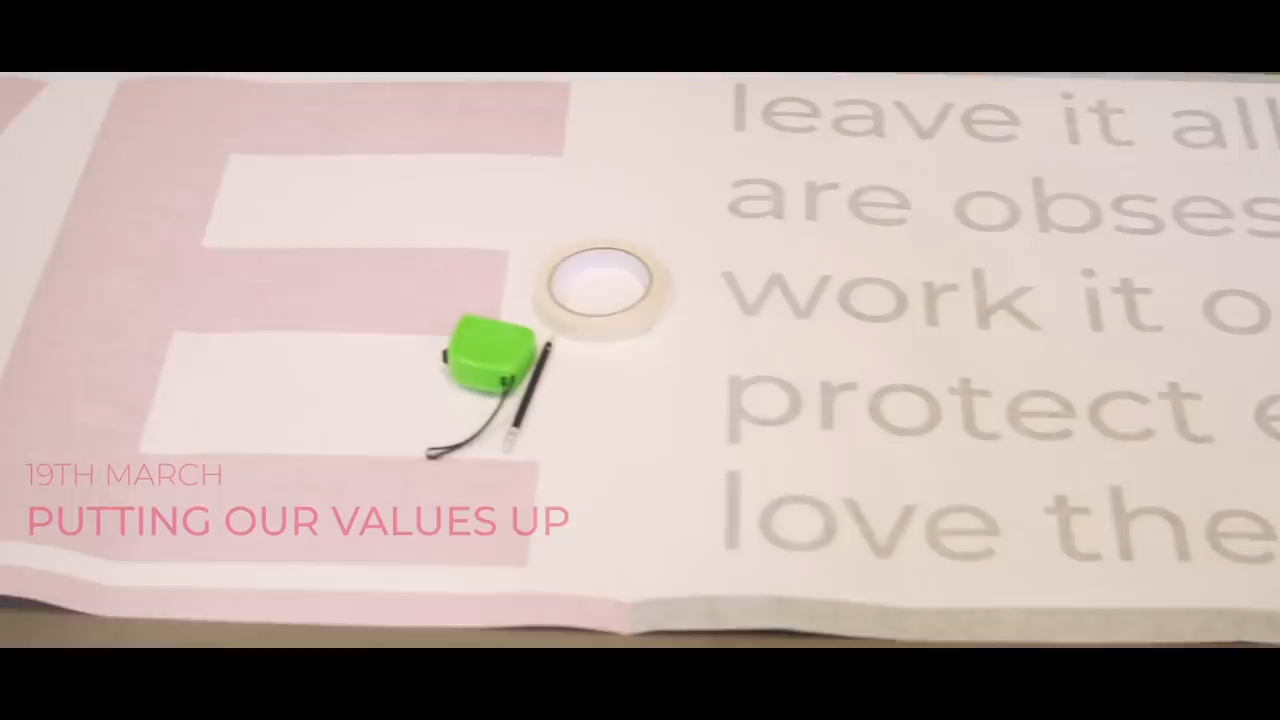 leave it all
are obses
work it o
protect e
love the
E
19TH MARCH
PUTTING OUR VALUES UP